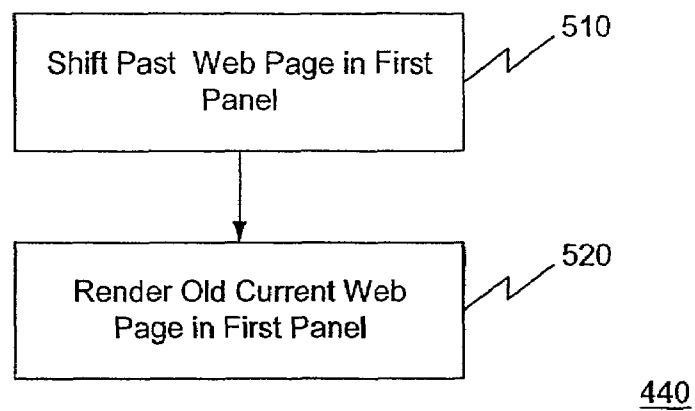 510
Shift Past Web Page in First
Panel
520
Render Old Current Web
Page in First Panel
440